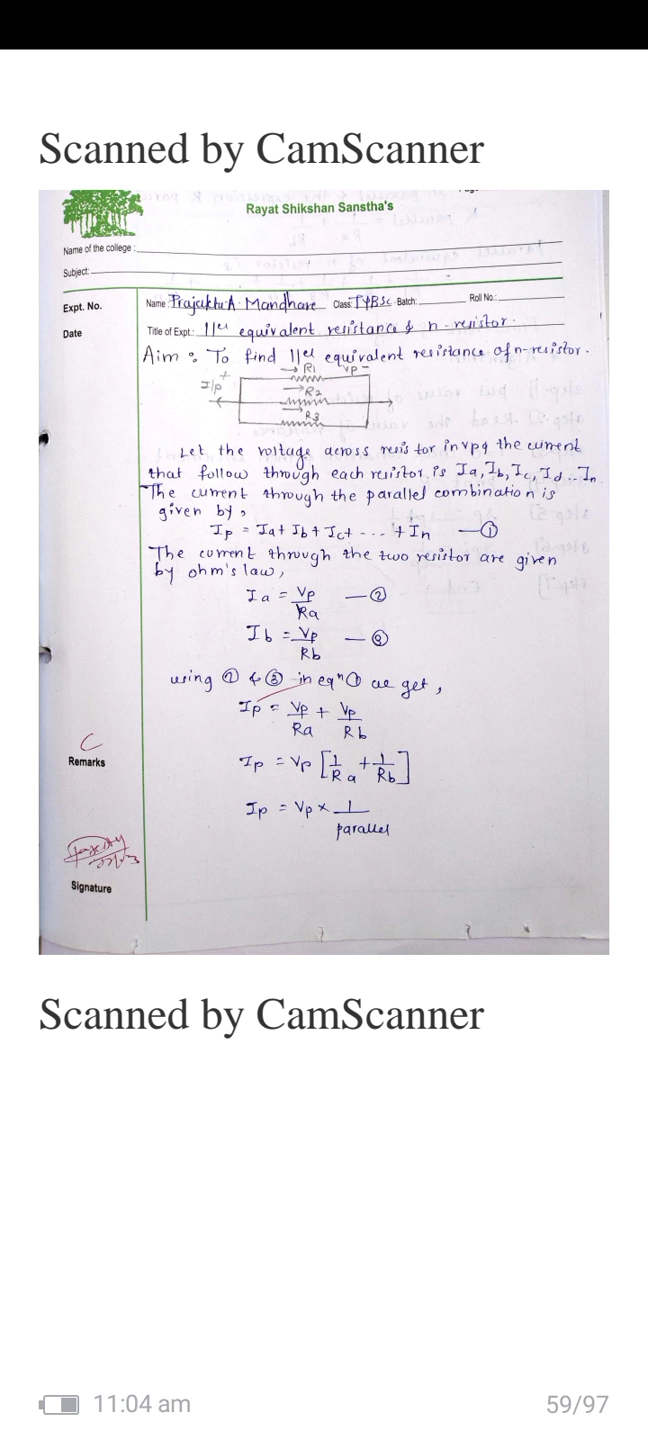 Scanned by CamScanner
Rayat Shikshan Sanstha's
Name of the college :
Subject:
Expt. No.
Name: Prajakta A. Mandhare Class: TYBSc Batch: Roll No.:
Date
Title of Expt.: 11el equivalent resistance & n-resistor.
Aim : To find 11el equivalent resistance of n-resistor.
R1 Vp -
I/p +
R2
R3
Let the voltage across resistor in vpq the current
that follow through each resistor is Ia, Ib, Ic, Id .. In
The current through the parallel combination is
given by,
Ip = Ia + Ib + Ic + --- + In — ①
The current through the two resistor are given
by ohm's law,
Ia = Vp/Ra — ②
Ib = Vp/Rb — ③
using ② & ③ in eqn ① we get,
Ip = Vp/Ra + Vp/Rb
Ip = Vp [1/Ra + 1/Rb]
Ip = Vp × 1/parallel
Remarks
Signature
Scanned by CamScanner
11:04 am 59/97